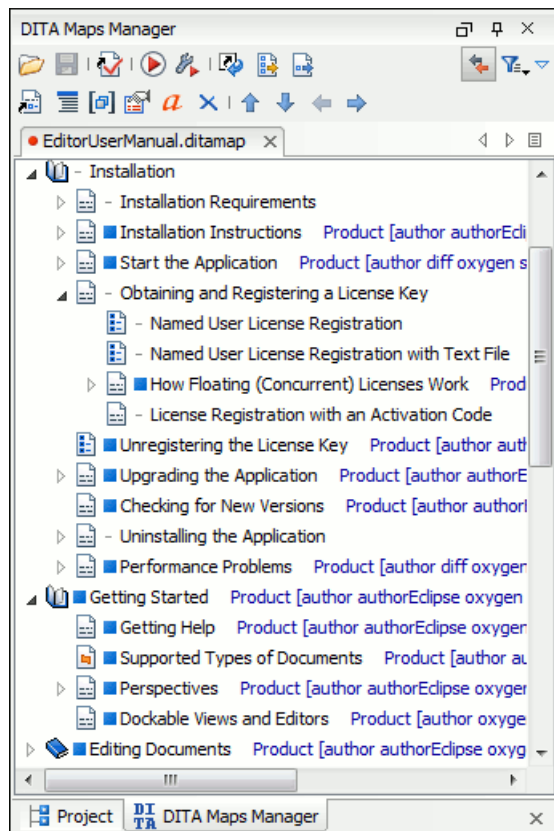 DITA Maps Manager
EditorUserManual.ditamap
- Installation
- Installation Requirements
Installation Instructions Product [author authorEcli
Start the Application Product [author diff oxygen s
- Obtaining and Registering a License Key
- Named User License Registration
- Named User License Registration with Text File
How Floating (Concurrent) Licenses Work Prod
- License Registration with an Activation Code
Unregistering the License Key Product [author auth
Upgrading the Application Product [author authorE
Checking for New Versions Product [author authorE
- Uninstalling the Application
Performance Problems Product [author diff oxygen
Getting Started Product [author authorEclipse oxygen
Getting Help Product [author authorEclipse oxygen
Supported Types of Documents Product [author au
Perspectives Product [author authorEclipse oxygen
Dockable Views and Editors Product [author oxyge
Editing Documents Product [author authorEclipse oxyg
Project DITA DITA Maps Manager